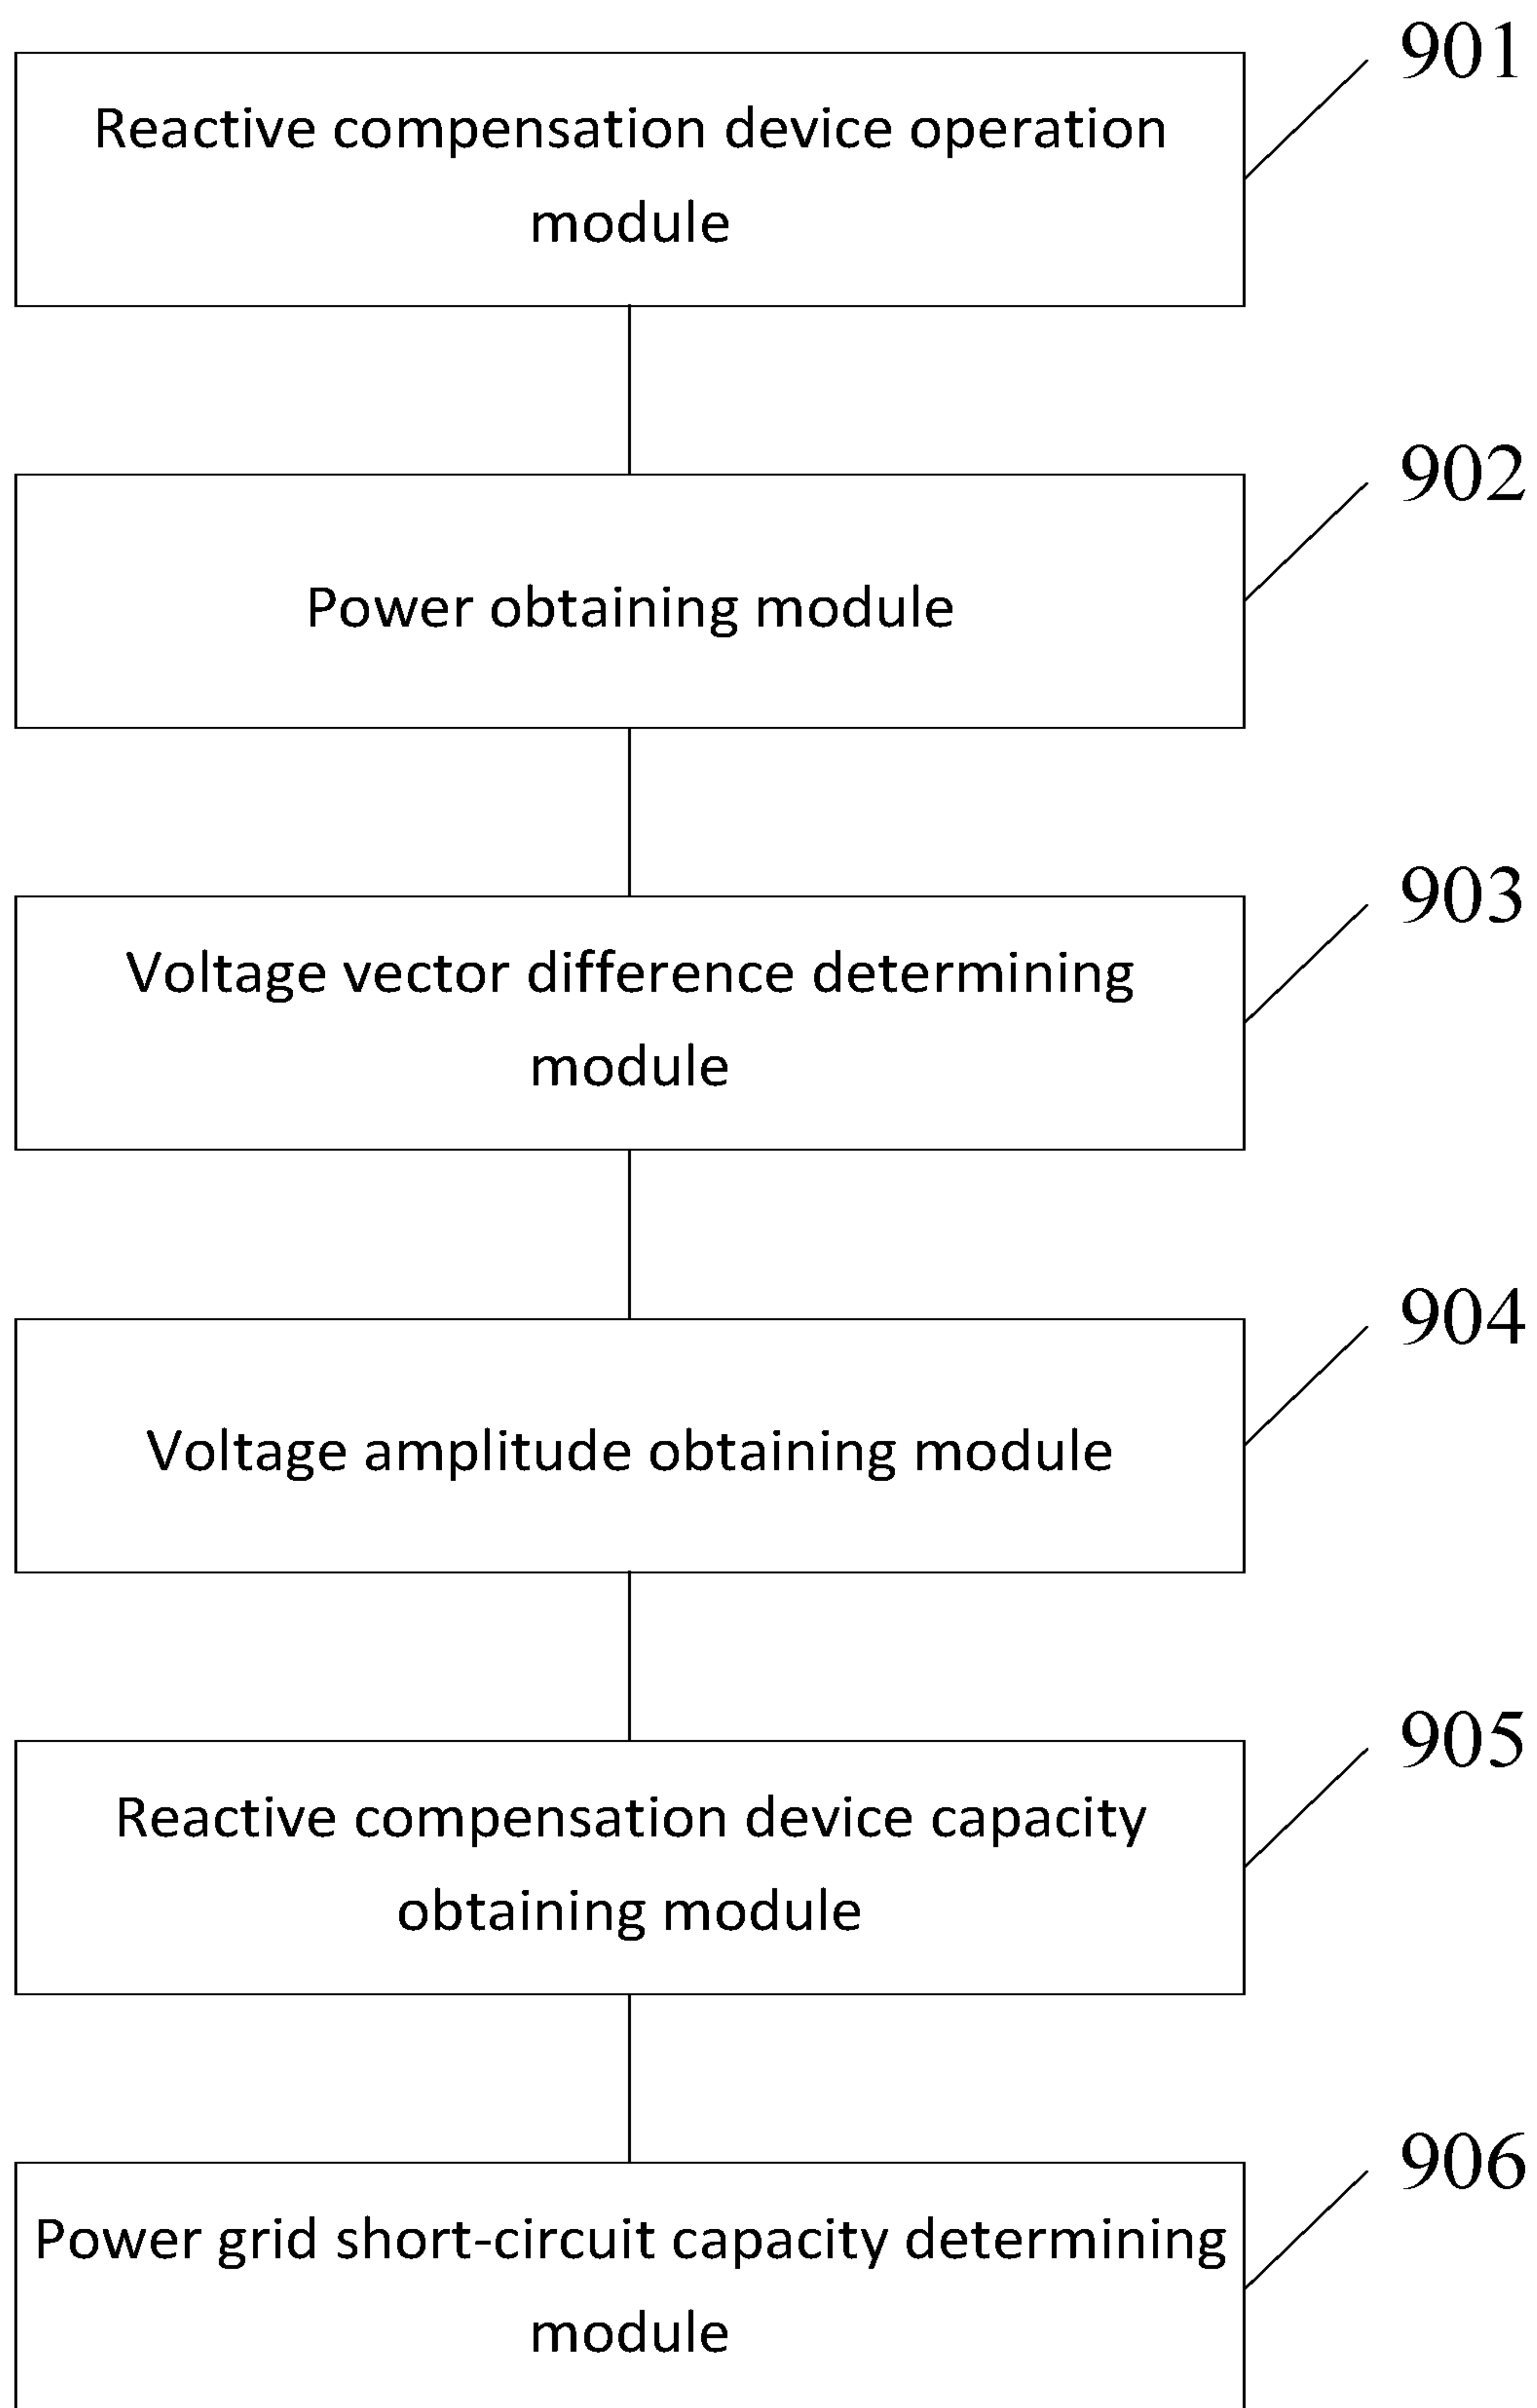 901
Reactive compensation device operation
module
902
Power obtaining module
903
Voltage vector difference determining
module
904
Voltage amplitude obtaining module
905
Reactive compensation device capacity
obtaining module
906
Power grid short-circuit capacity determining
module